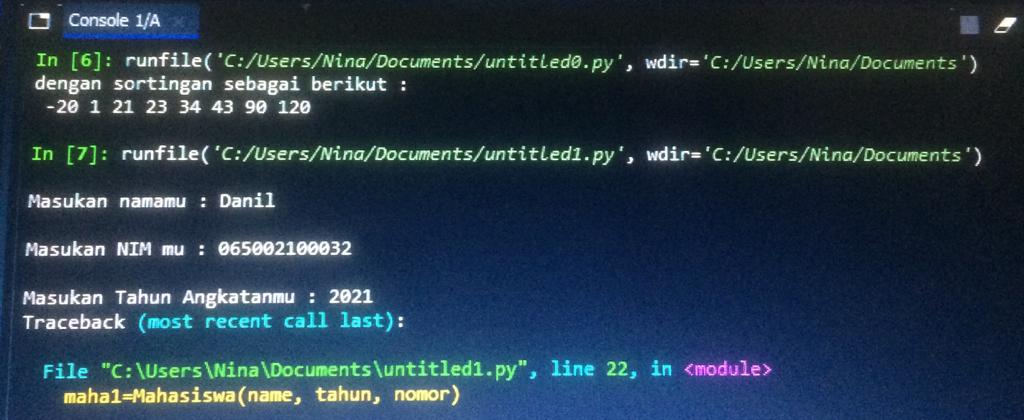 Console 1/A
In [6]: runfile('C:/Users/Nina/Documents/untitled0.py', wdir='C:/Users/Nina/Documents')
dengan sortingan sebagai berikut :
-20 1 21 23 34 43 90 120
In [7]: runfile('C:/Users/Nina/Documents/untitled1.py', wdir='C:/Users/Nina/Documents')
Masukan namamu : Danil
Masukan NIM mu : 065002100032
Masukan Tahun Angkatanmu : 2021
Traceback (most recent call last):
File "C:\Users\Nina\Documents\untitled1.py", line 22, in <module>
maha1=Mahasiswa(name, tahun, nomor)